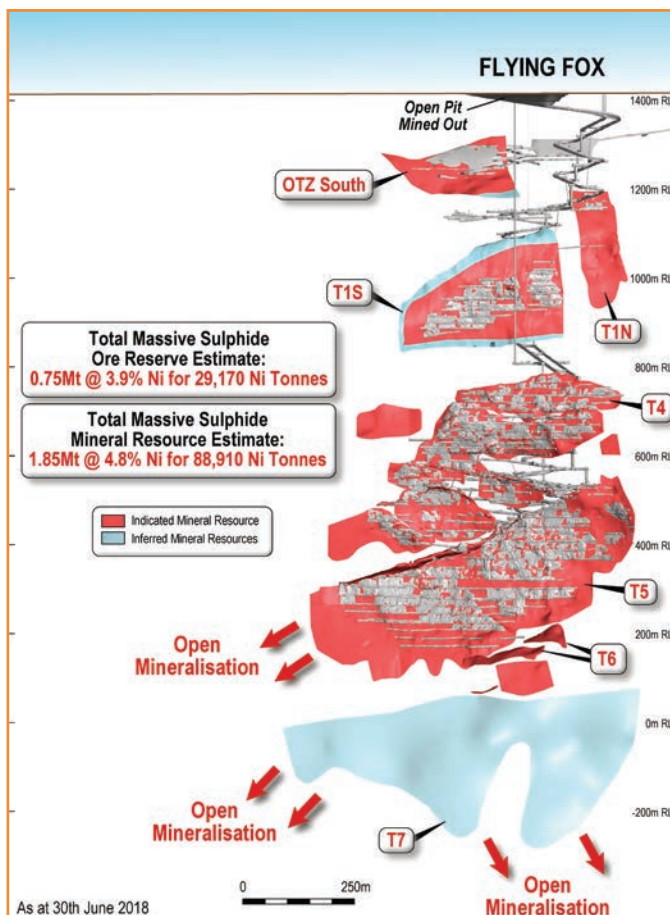 FLYING FOX
Open Pit
Mined Out
1400m RL
OTZ South
1200m RL
1000m RL
T1S
T1N
Total Massive Sulphide
Ore Reserve Estimate:
0.75Mt @ 3.9% Ni for 29,170 Ni Tonnes
800m RL
T4
Total Massive Sulphide
Mineral Resource Estimate:
1.85Mt @ 4.8% Ni for 88,910 Ni Tonnes
600m RL
Indicated Mineral Resource
Inferred Mineral Resources
400m RL
T5
200m RL
Open
Mineralisation
T6
0m RL
Open
Mineralisation
-200m RL
T7
0
250m
Open
Mineralisation
As at 30th June 2018